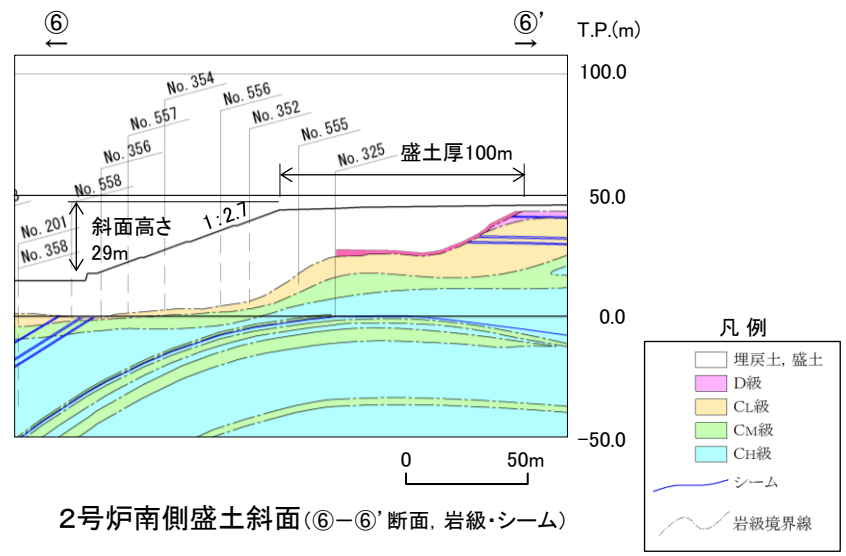 ⑥
⑥’
T.P.(m)
100.0
No. 354
No. 556
No. 557
No. 352
No. 356
No. 555
No. 325
盛土厚100m
No. 558
50.0
No. 201
斜面高さ
29m
1：2.7
No. 358
0.0
-50.0
0
50m
凡 例
埋戻土，盛土
D級
CL級
CM級
CH級
シーム
岩級境界線
２号炉南側盛土斜面(⑥－⑥’断面，岩級・シーム)